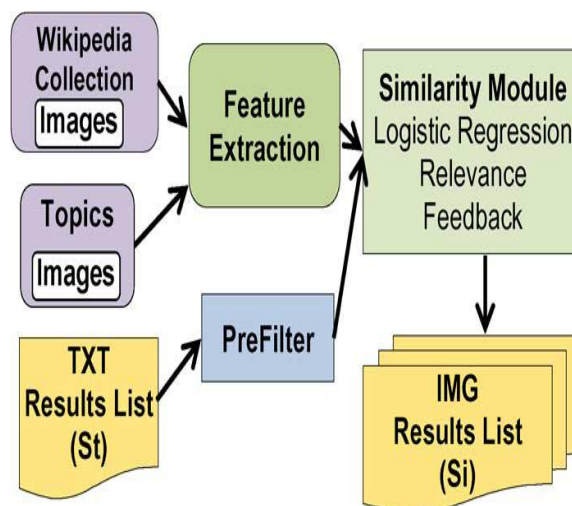 Wikipedia
Collection
Images
Topics
Images
TXT
Results List
(St)
Feature
Extraction
PreFilter
Similarity Module
Logistic Regression
Relevance
Feedback
IMG
Results List
(Si)